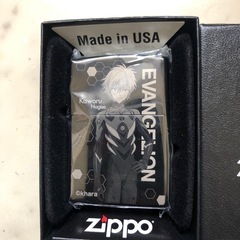 Made in USA
Kaworu
Nagisa
EVANGELION
©khara
zippo